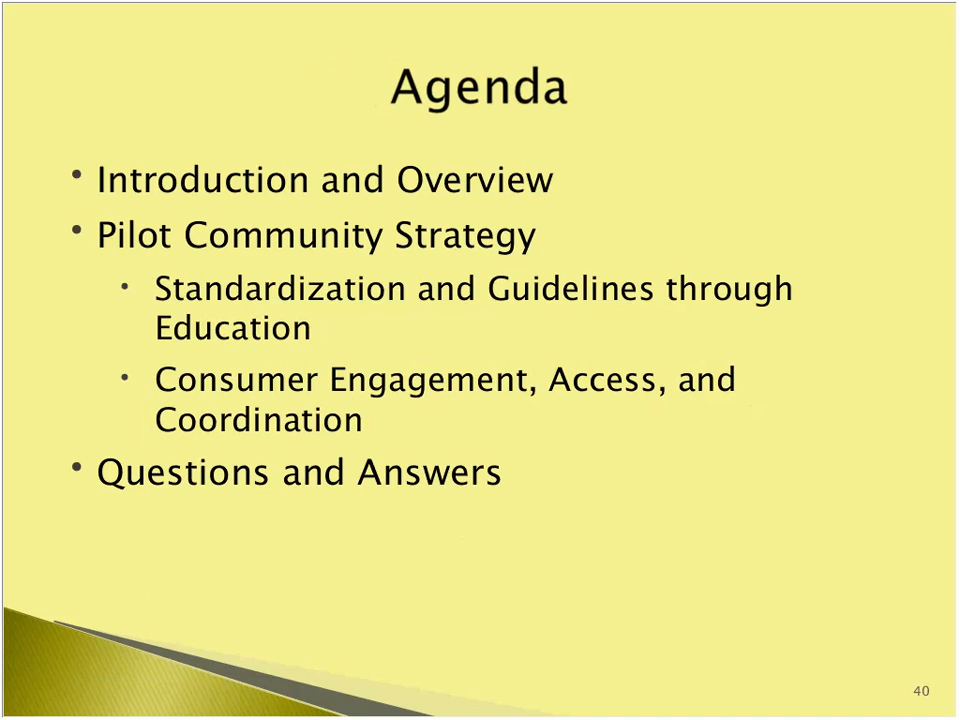 Agenda
• Introduction and Overview
• Pilot Community Strategy
• Standardization and Guidelines through
Education
• Consumer Engagement, Access, and
Coordination
• Questions and Answers
40